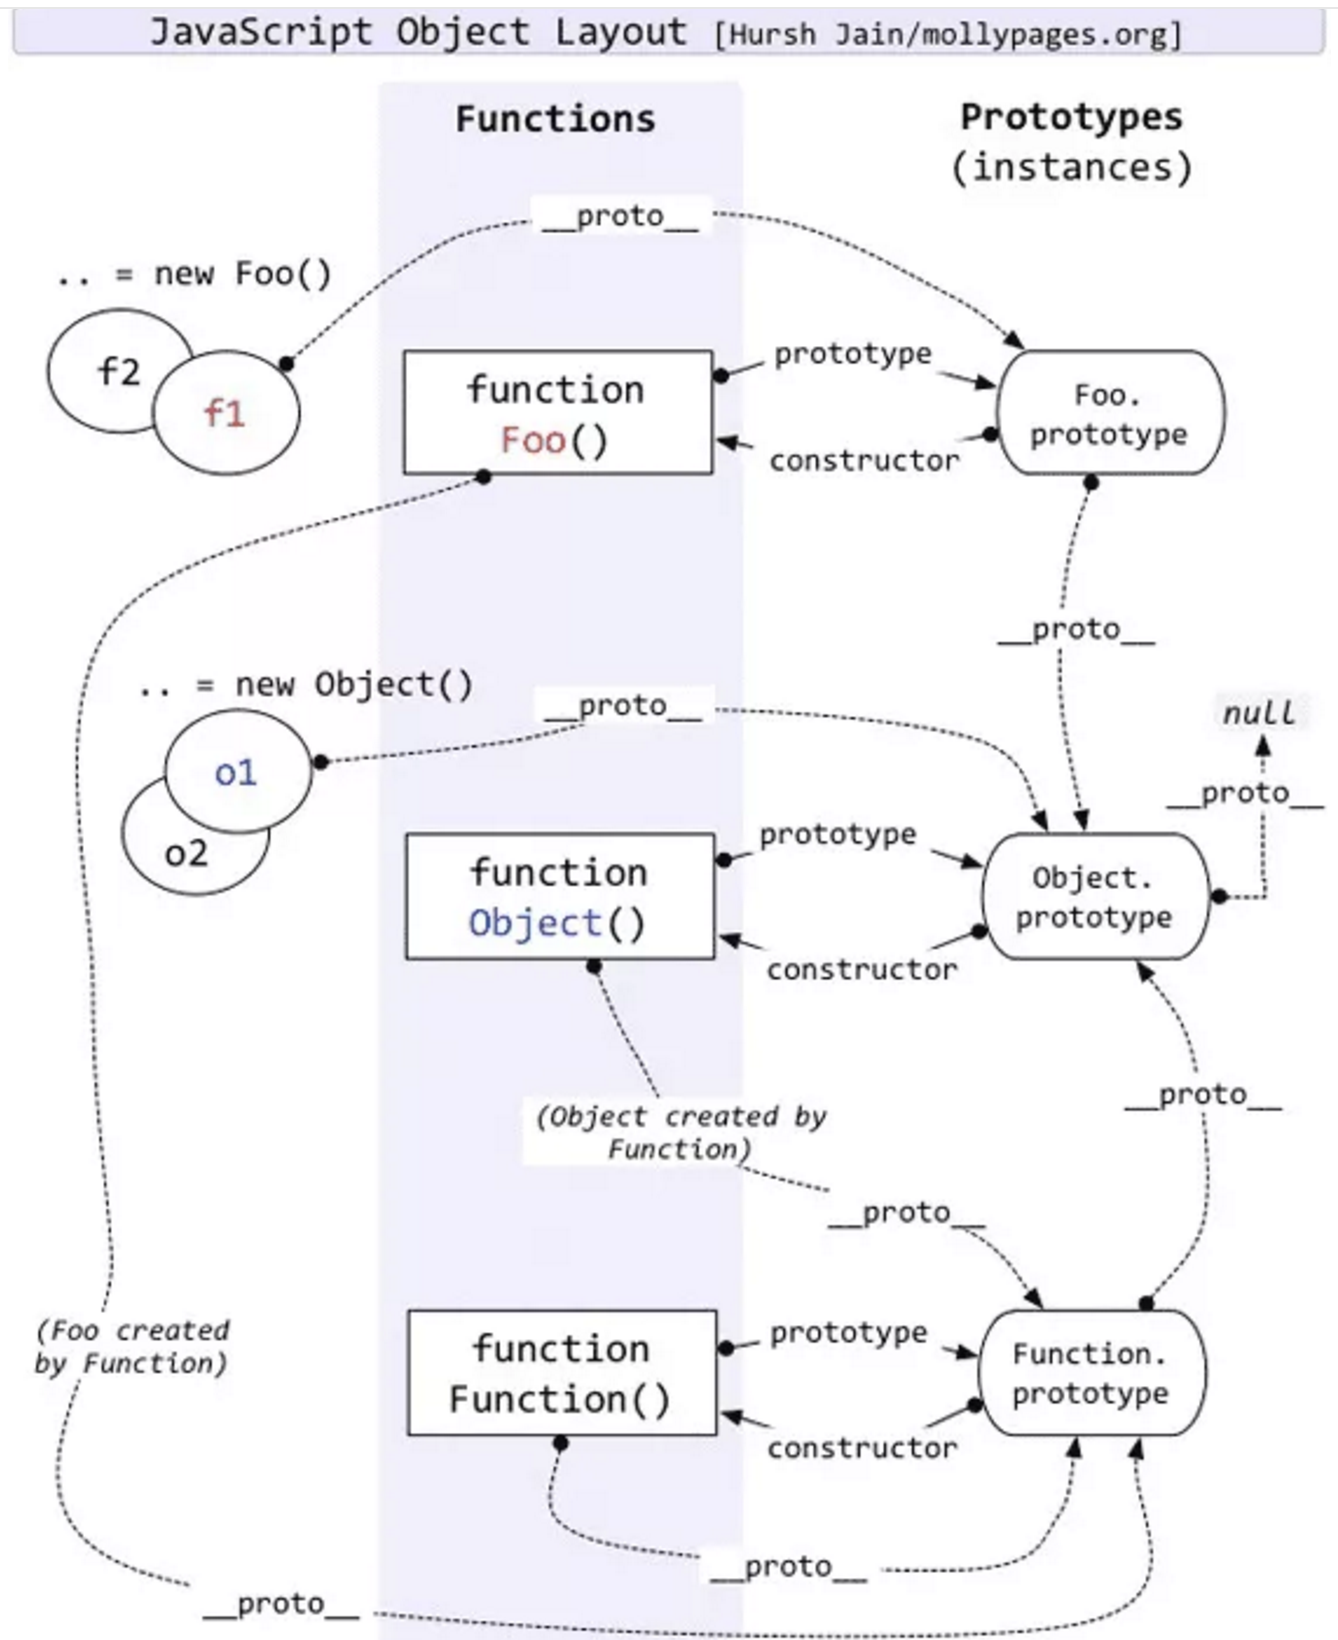 JavaScript Object Layout [Hursh Jain/mollypages.org]
Functions
Prototypes
(instances)
__proto__
.. = new Foo()
f2
f1
function
Foo()
prototype
constructor
Foo.
prototype
__proto__
.. = new Object()
__proto__
null
__proto__
o1
o2
function
Object()
prototype
constructor
Object.
prototype
(Object created by
Function)
__proto__
__proto__
(Foo created
by Function)
function
Function()
prototype
constructor
Function.
prototype
__proto__
__proto__